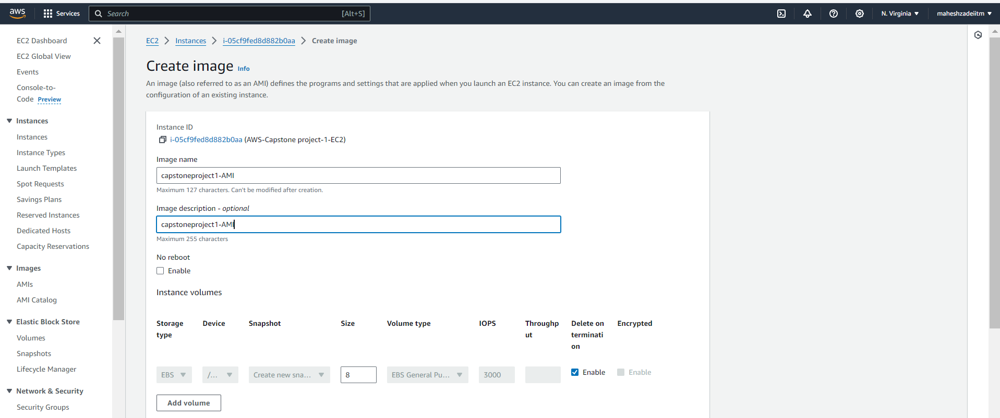 aws
Services
Search
[Alt+S]
N. Virginia
maheshzadeiitm
EC2 Dashboard
EC2 Global View
Events
Console-to-
Code Preview
Instances
Instances
Instance Types
Launch Templates
Spot Requests
Savings Plans
Reserved Instances
Dedicated Hosts
Capacity Reservations
Images
AMIs
AMI Catalog
Elastic Block Store
Volumes
Snapshots
Lifecycle Manager
Network & Security
Security Groups
EC2 > Instances > i-05cf9fed8d882b0aa > Create image
Create image Info
An image (also referred to as an AMI) defines the programs and settings that are applied when you launch an EC2 instance. You can create an image from the
configuration of an existing instance.
Instance ID
i-05cf9fed8d882b0aa (AWS-Capstone project-1-EC2)
Image name
capstoneproject1-AMI
Maximum 127 characters. Can't be modified after creation.
Image description - optional
capstoneproject1-AMI
Maximum 255 characters
No reboot
Enable
Instance volumes
Storage
type
Device
Snapshot
Size
Volume type
IOPS
Throughp
ut
Delete on
terminati
on
Encrypted
EBS
/...
Create new sna...
8
EBS General Pu...
3000
Enable
Enable
Add volume